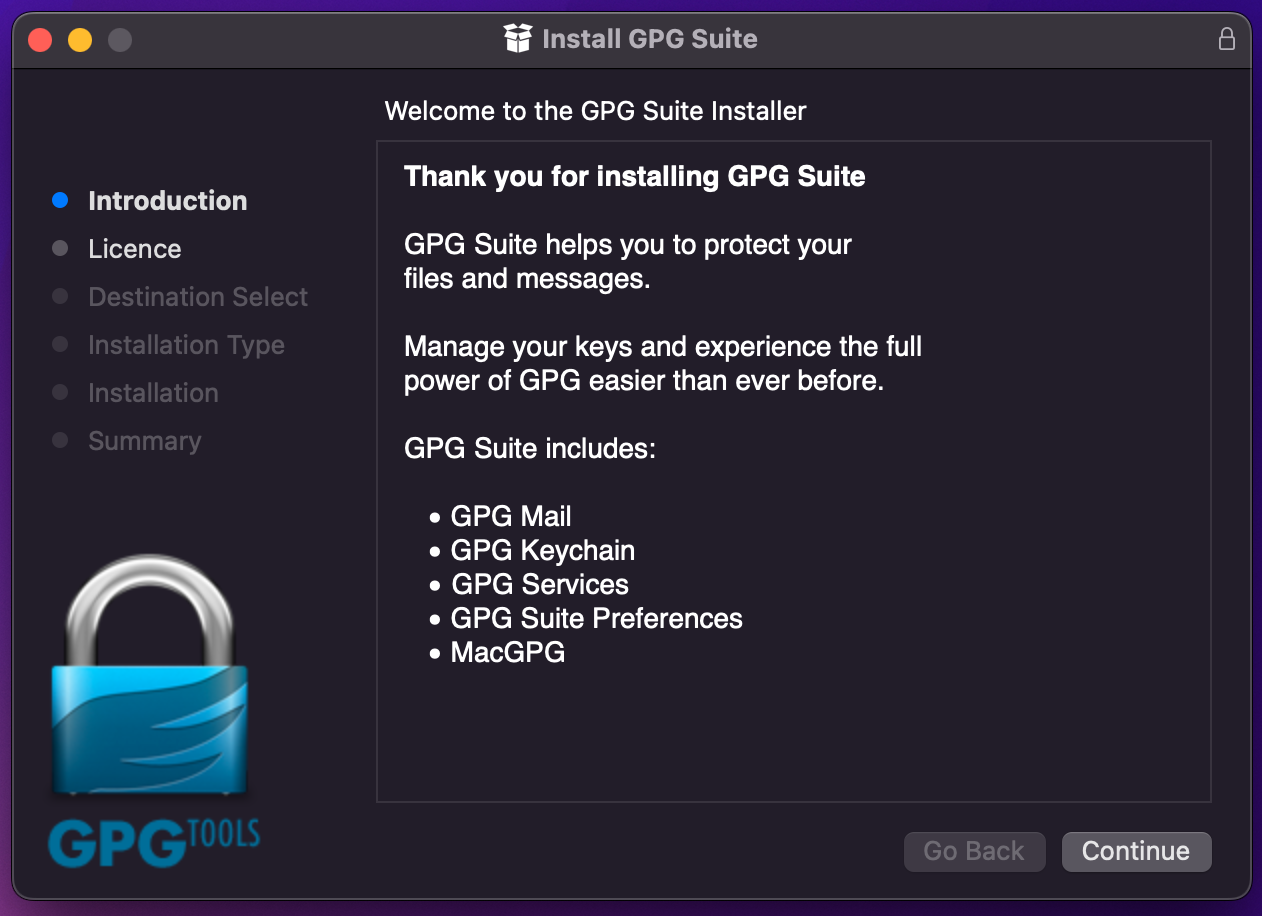 Install GPG Suite
Welcome to the GPG Suite Installer
Introduction
Licence
Destination Select
Installation Type
Installation
Summary
Thank you for installing GPG Suite
GPG Suite helps you to protect your
files and messages.
Manage your keys and experience the full
power of GPG easier than ever before.
GPG Suite includes:
• GPG Mail
• GPG Keychain
• GPG Services
• GPG Suite Preferences
• MacGPG
GPGTOOLS
Go Back
Continue